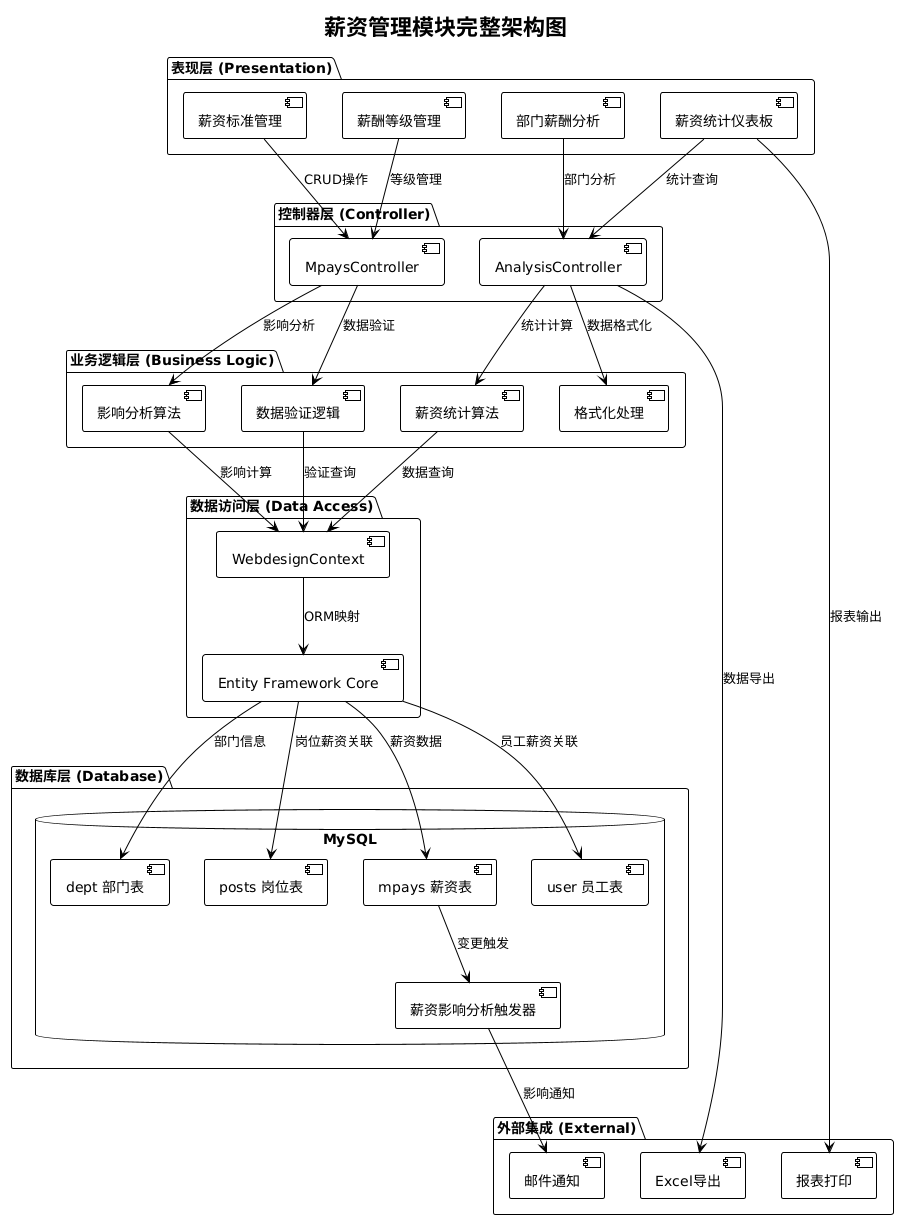 薪资管理模块完整架构图
表现层 (Presentation)
薪资标准管理
薪酬等级管理
部门薪酬分析
薪资统计仪表板
CRUD操作
等级管理
部门分析
统计查询
控制器层 (Controller)
MpaysController
AnalysisController
影响分析
数据验证
统计计算
数据格式化
业务逻辑层 (Business Logic)
影响分析算法
数据验证逻辑
薪资统计算法
格式化处理
影响计算
验证查询
数据查询
数据访问层 (Data Access)
WebdesignContext
ORM映射
报表输出
Entity Framework Core
数据导出
部门信息
岗位薪资关联
薪资数据
员工薪资关联
数据库层 (Database)
MySQL
dept 部门表
posts 岗位表
mpays 薪资表
user 员工表
变更触发
薪资影响分析触发器
影响通知
外部集成 (External)
邮件通知
Excel导出
报表打印